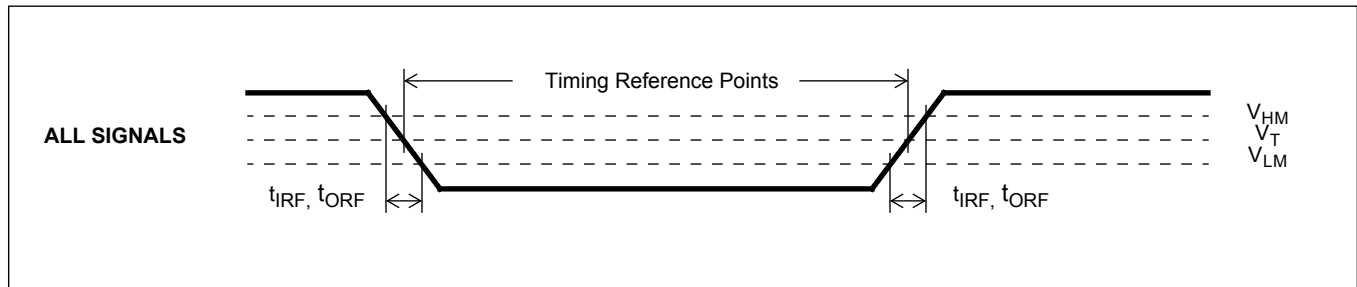 Timing Reference Points
ALL SIGNALS
V_HM
V_T
V_LM
t_IRF, t_ORF
t_IRF, t_ORF